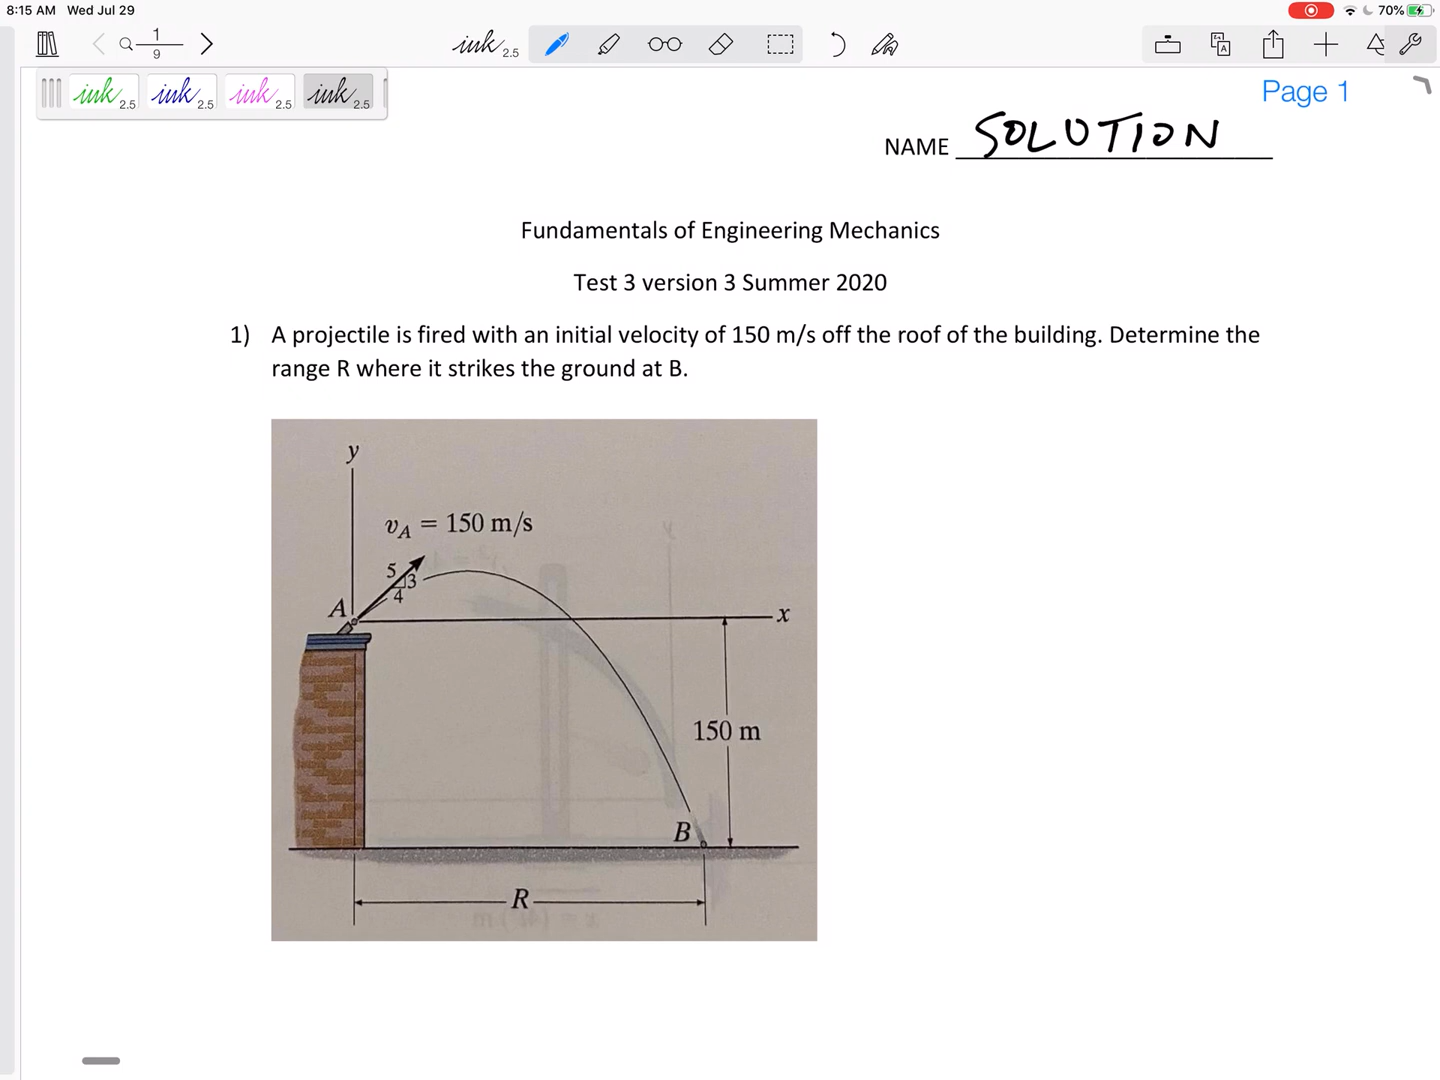 8:15 AM Wed Jul 29
70%
1
9
ink 2.5
ink 2.5 ink 2.5 ink 2.5 ink 2.5
Page 1
NAME SOLUTION
Fundamentals of Engineering Mechanics
Test 3 version 3 Summer 2020
1) A projectile is fired with an initial velocity of 150 m/s off the roof of the building. Determine the
range R where it strikes the ground at B.
y
vA = 150 m/s
5
3
4
A
x
150 m
B
R